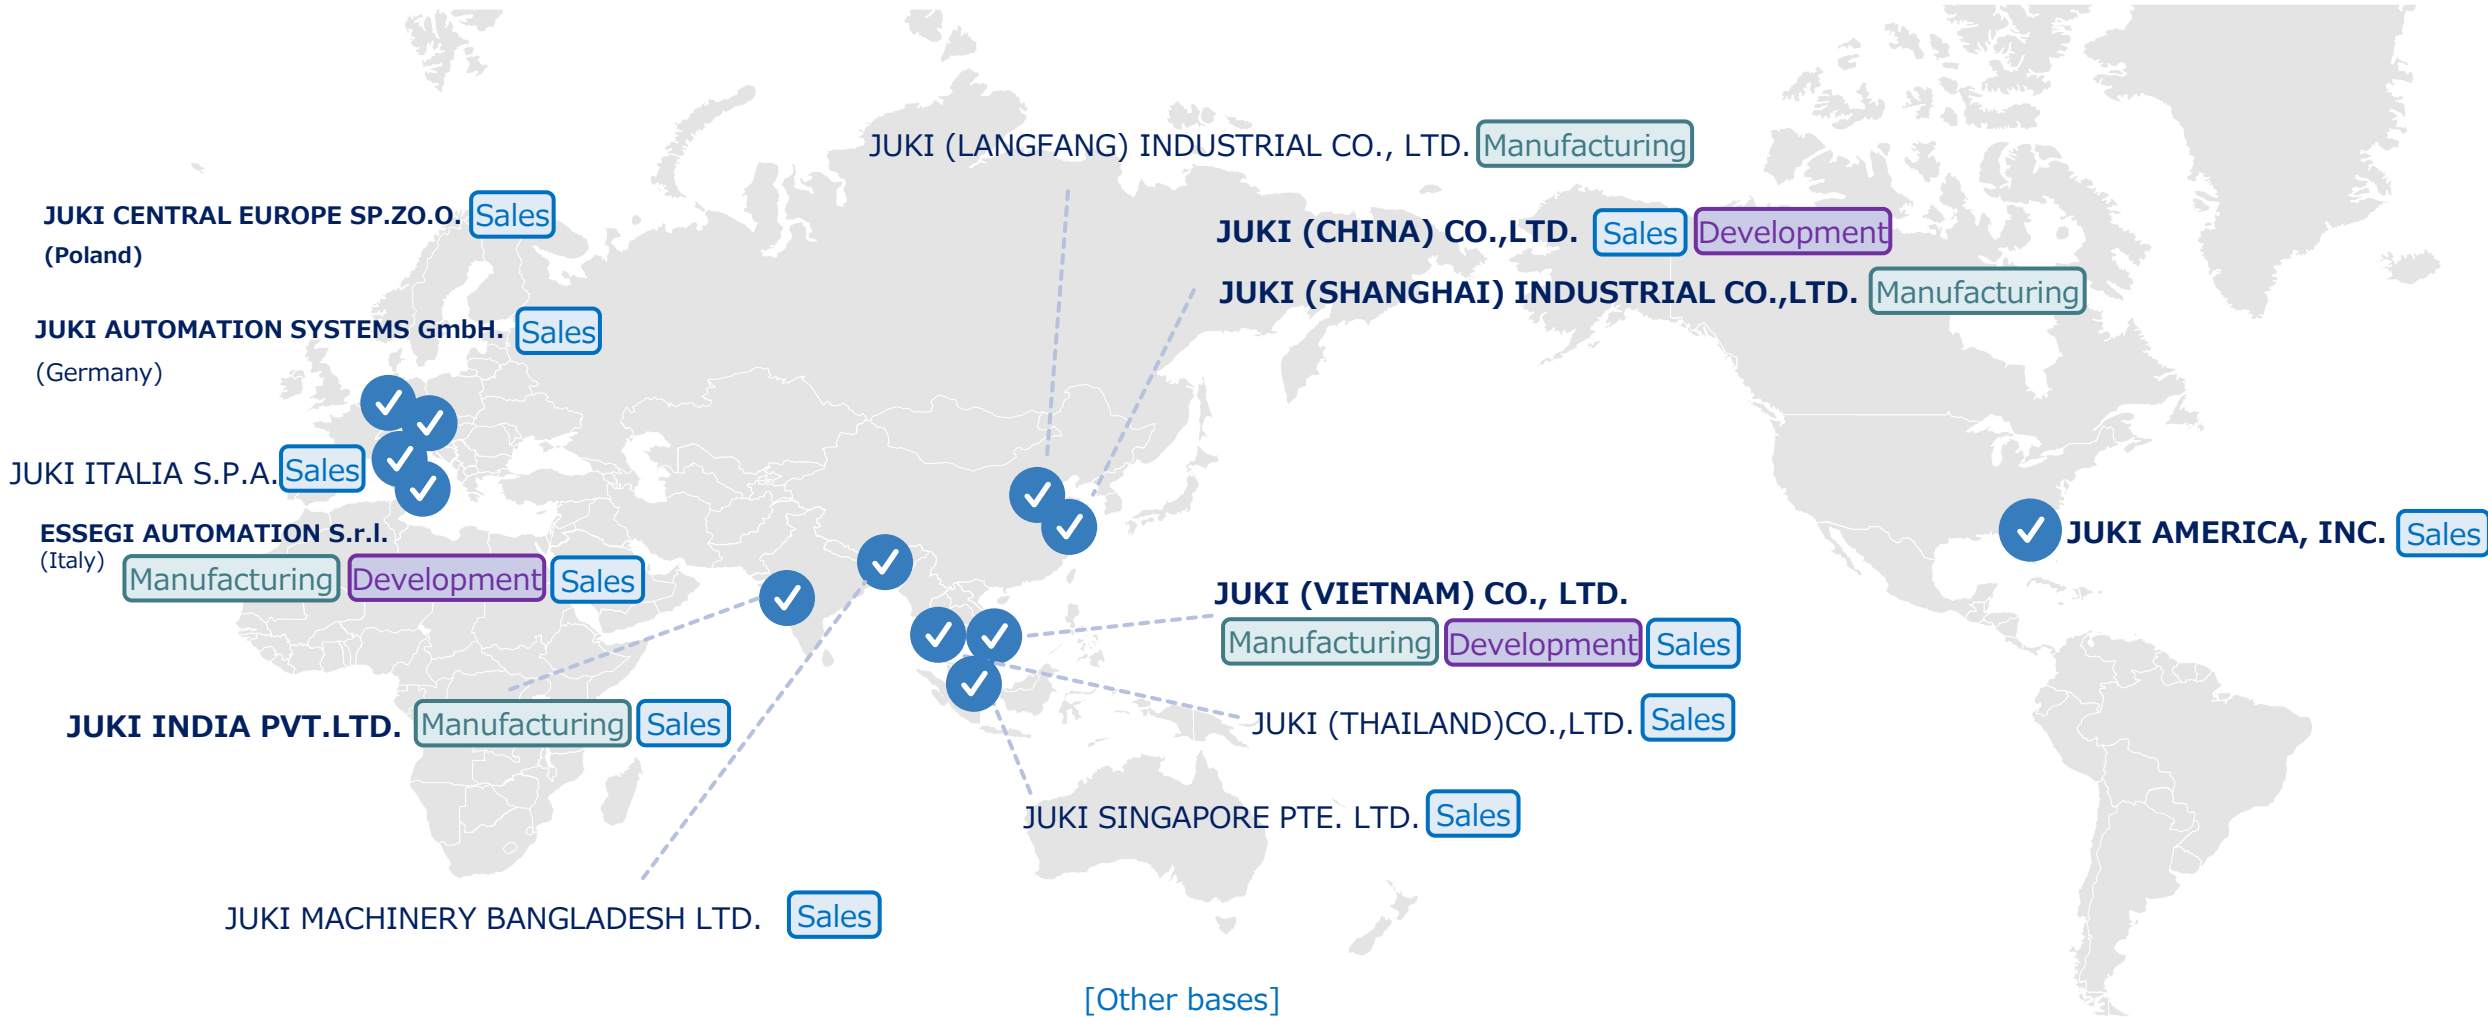 JUKI (LANGFANG) INDUSTRIAL CO., LTD. Manufacturing
JUKI CENTRAL EUROPE SP.ZO.O. Sales
(Poland)
JUKI (CHINA) CO.,LTD. Sales Development
JUKI (SHANGHAI) INDUSTRIAL CO.,LTD. Manufacturing
JUKI AUTOMATION SYSTEMS GmbH. Sales
(Germany)
JUKI ITALIA S.P.A. Sales
ESSEGI AUTOMATION S.r.l.
(Italy)
Manufacturing Development Sales
JUKI AMERICA, INC. Sales
JUKI (VIETNAM) CO., LTD.
Manufacturing Development Sales
JUKI INDIA PVT.LTD. Manufacturing Sales
JUKI (THAILAND)CO.,LTD. Sales
JUKI SINGAPORE PTE. LTD. Sales
JUKI MACHINERY BANGLADESH LTD. Sales
[Other bases]